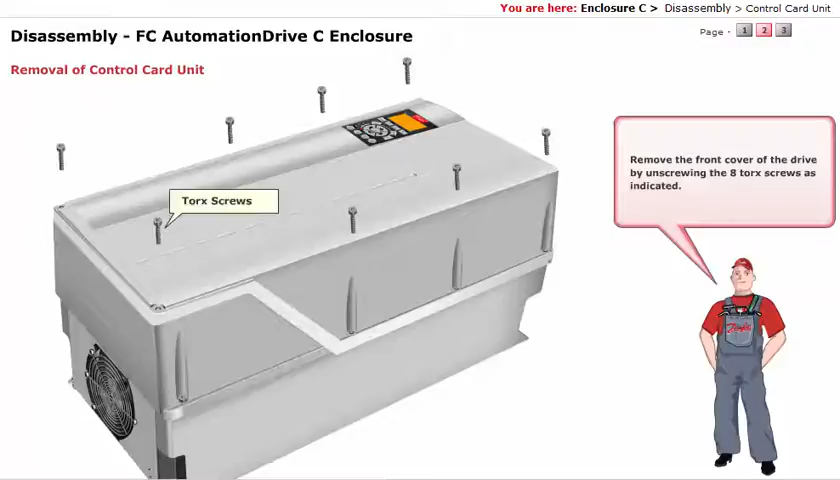 You are here: Enclosure C > Disassembly > Control Card Unit
Disassembly - FC AutomationDrive C Enclosure
Page - 1 2 3
Removal of Control Card Unit
Remove the front cover of the drive
by unscrewing the 8 torx screws as
indicated.
Torx Screws
Danfoss